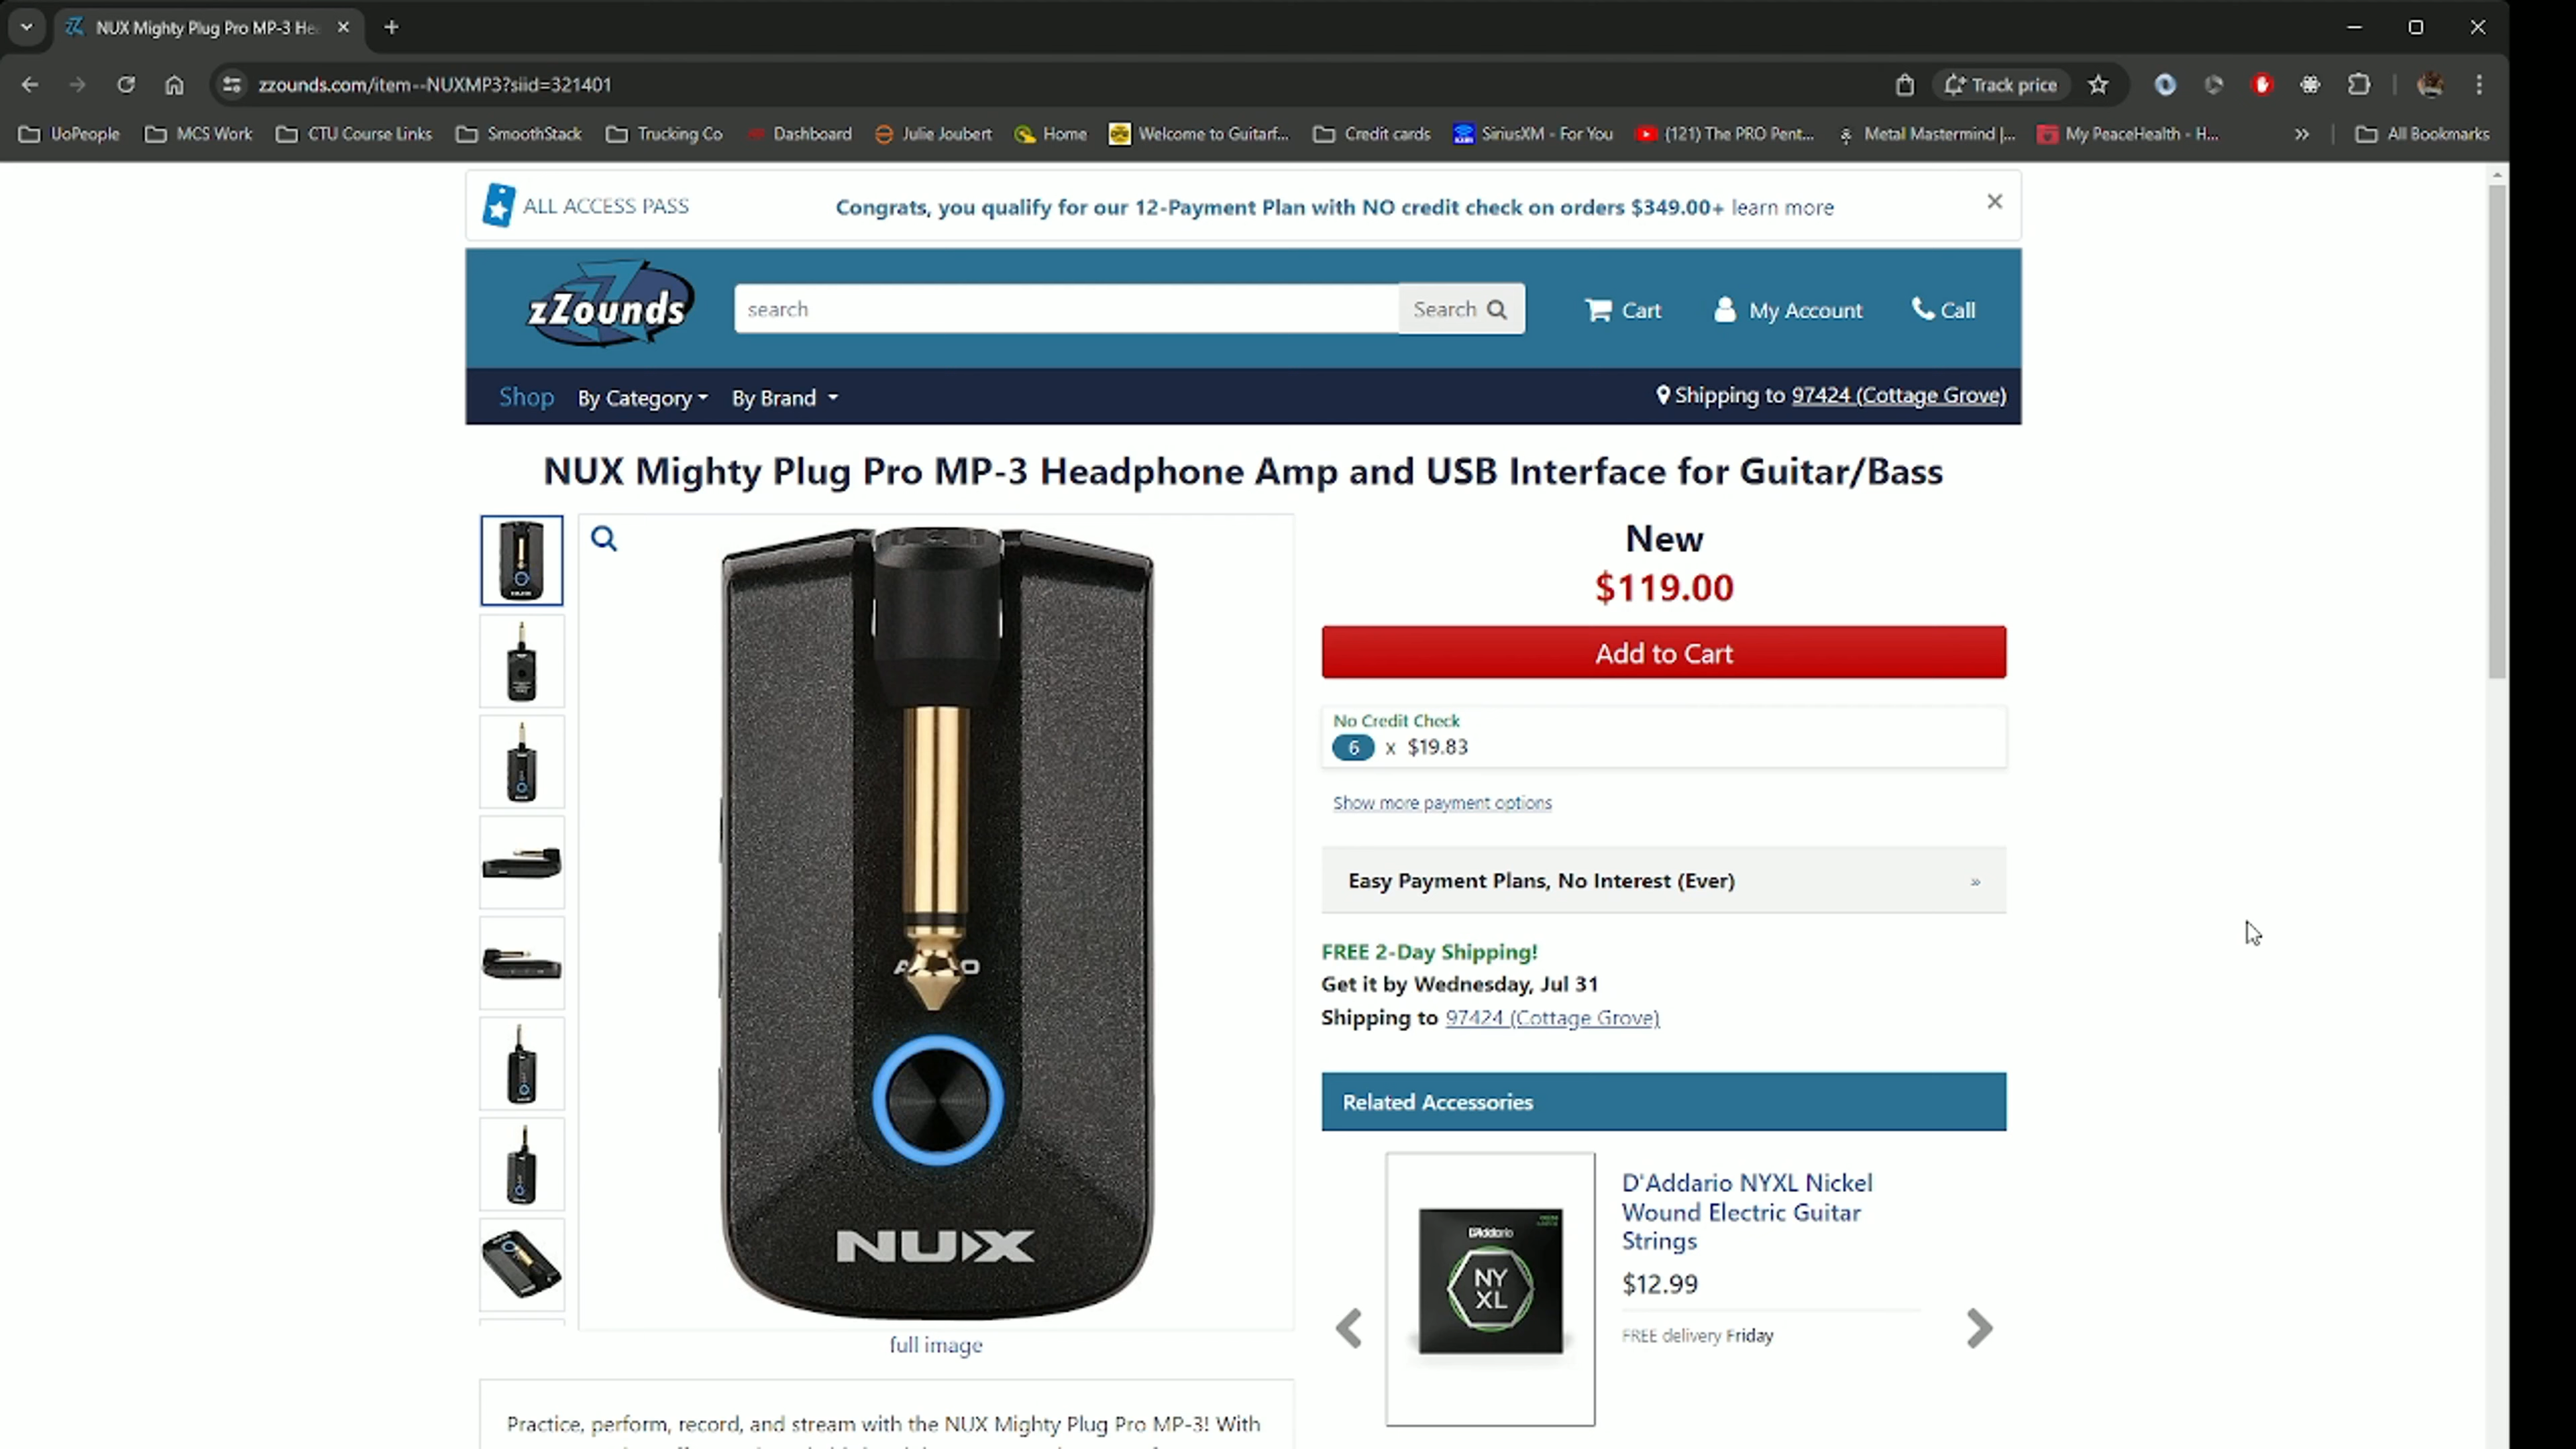 NUX Mighty Plug Pro MP-3 He
zzounds.com/item--NUXMP3?siid=321401
Track price
UoPeople
MCS Work
CTU Course Links
SmoothStack
Trucking Co
Dashboard
Julie Joubert
Home
Welcome to Guitarf...
Credit cards
SiriusXM - For You
(121) The PRO Pent...
Metal Mastermind |...
My PeaceHealth - H...
»
All Bookmarks
ALL ACCESS PASS
Congrats, you qualify for our 12-Payment Plan with NO credit check on orders $349.00+ learn more
zZounds
search
Search
Cart
My Account
Call
Shop
By Category
By Brand
Shipping to 97424 (Cottage Grove)
NUX Mighty Plug Pro MP-3 Headphone Amp and USB Interface for Guitar/Bass
NUX
New
$119.00
Add to Cart
No Credit Check
6 x $19.83
Show more payment options
Easy Payment Plans, No Interest (Ever) »
FREE 2-Day Shipping!
Get it by Wednesday, Jul 31
Shipping to 97424 (Cottage Grove)
Related Accessories
D'Addario
NY
XL
D'Addario NYXL Nickel
Wound Electric Guitar
Strings
$12.99
FREE delivery Friday
full image
Practice, perform, record, and stream with the NUX Mighty Plug Pro MP-3! With